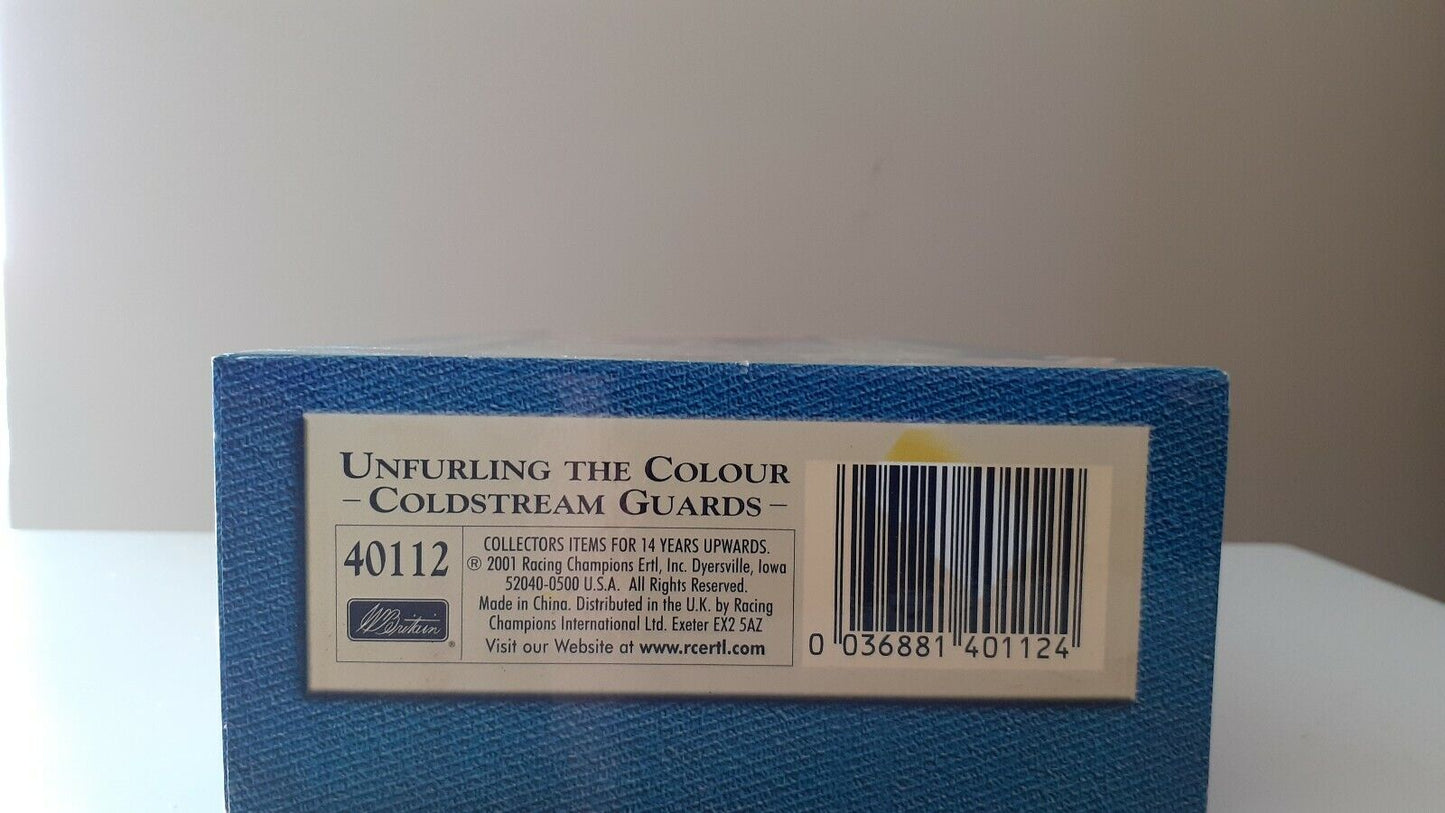 UNFURLING THE COLOUR
– COLDSTREAM GUARDS –
40112
WBritain ®
COLLECTORS ITEMS FOR 14 YEARS UPWARDS.
® 2001 Racing Champions Ertl, Inc. Dyersville, Iowa
52040-0500 U.S.A. All Rights Reserved.
Made in China. Distributed in the U.K. by Racing
Champions International Ltd. Exeter EX2 5AZ
Visit our Website at www.rcertl.com
0 036881 401124